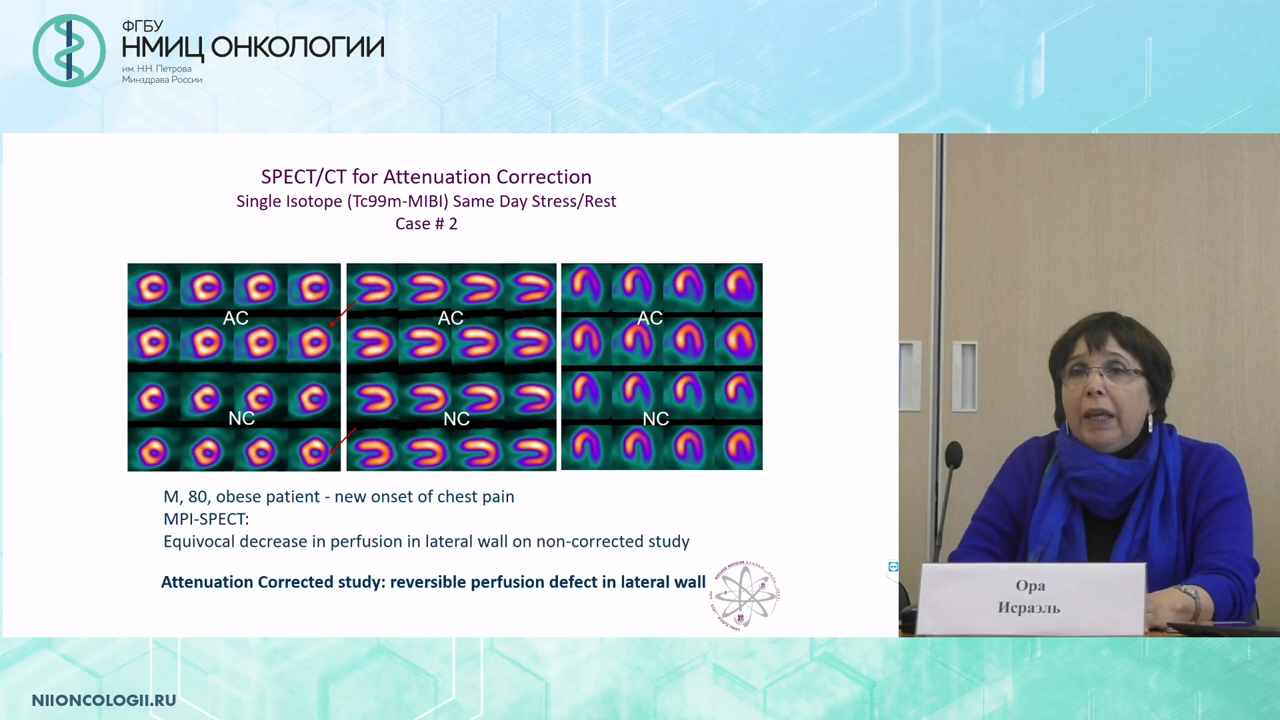 ФГБУ
НМИЦ ОНКОЛОГИИ
им. Н.Н. Петрова
Минздрава России
SPECT/CT for Attenuation Correction
Single Isotope (Tc99m-MIBI) Same Day Stress/Rest
Case # 2
AC
AC
AC
NC
NC
NC
M, 80, obese patient - new onset of chest pain
MPI-SPECT:
Equivocal decrease in perfusion in lateral wall on non-corrected study
Attenuation Corrected study: reversible perfusion defect in lateral wall
Ора
Исраэль
NIIONCOLOGII.RU